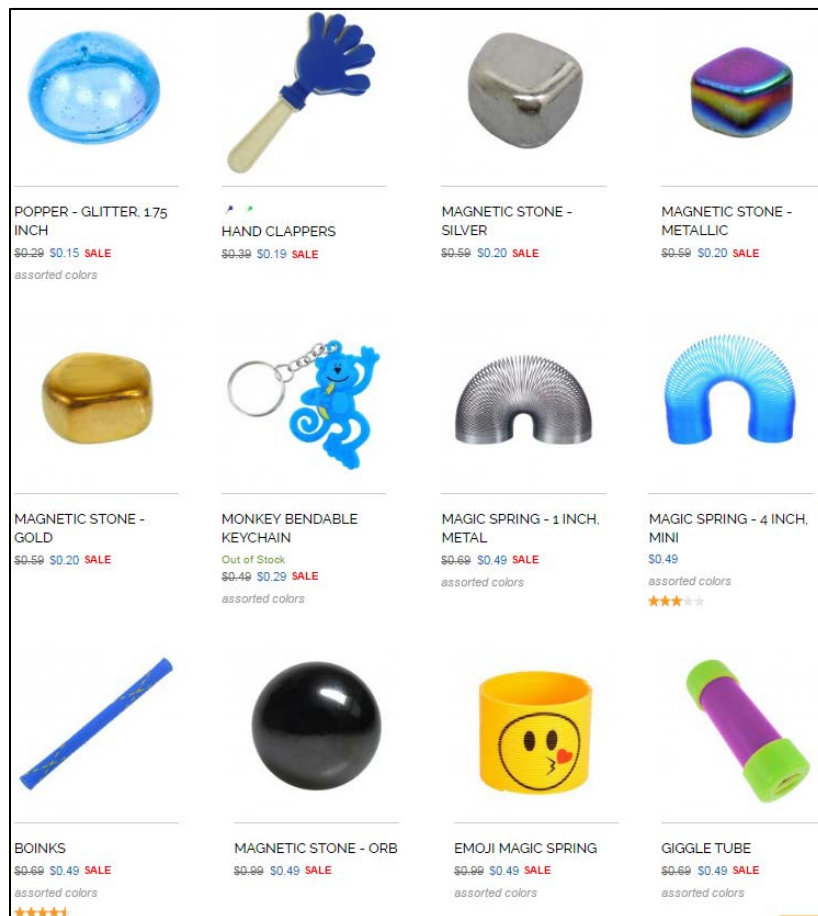 POPPER - GLITTER, 1.75
INCH
$0.29 $0.15 SALE
assorted colors
HAND CLAPPERS
$0.39 $0.19 SALE
MAGNETIC STONE -
SILVER
$0.59 $0.20 SALE
MAGNETIC STONE -
METALLIC
$0.59 $0.20 SALE
MAGNETIC STONE -
GOLD
$0.59 $0.20 SALE
MONKEY BENDABLE
KEYCHAIN
Out of Stock
$0.49 $0.29 SALE
assorted colors
MAGIC SPRING - 1 INCH,
METAL
$0.69 $0.49 SALE
assorted colors
MAGIC SPRING - 4 INCH,
MINI
$0.49
assorted colors
BOINKS
$0.69 $0.49 SALE
assorted colors
MAGNETIC STONE - ORB
$0.99 $0.49 SALE
EMOJI MAGIC SPRING
$0.99 $0.49 SALE
assorted colors
GIGGLE TUBE
$0.69 $0.49 SALE
assorted colors